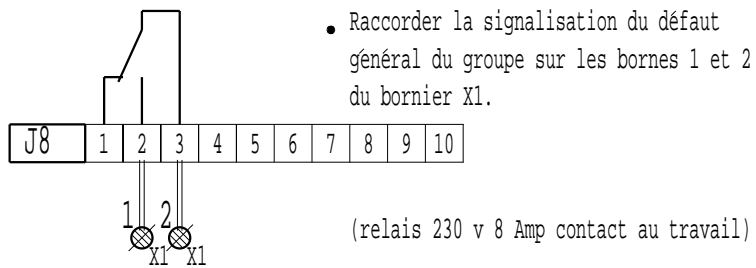 • Raccorder la signalisation du défaut
général du groupe sur les bornes 1 et 2
du bornier X1.
J8 1 2 3 4 5 6 7 8 9 10
1 2
X1 X1
(relais 230 v 8 Amp contact au travail)